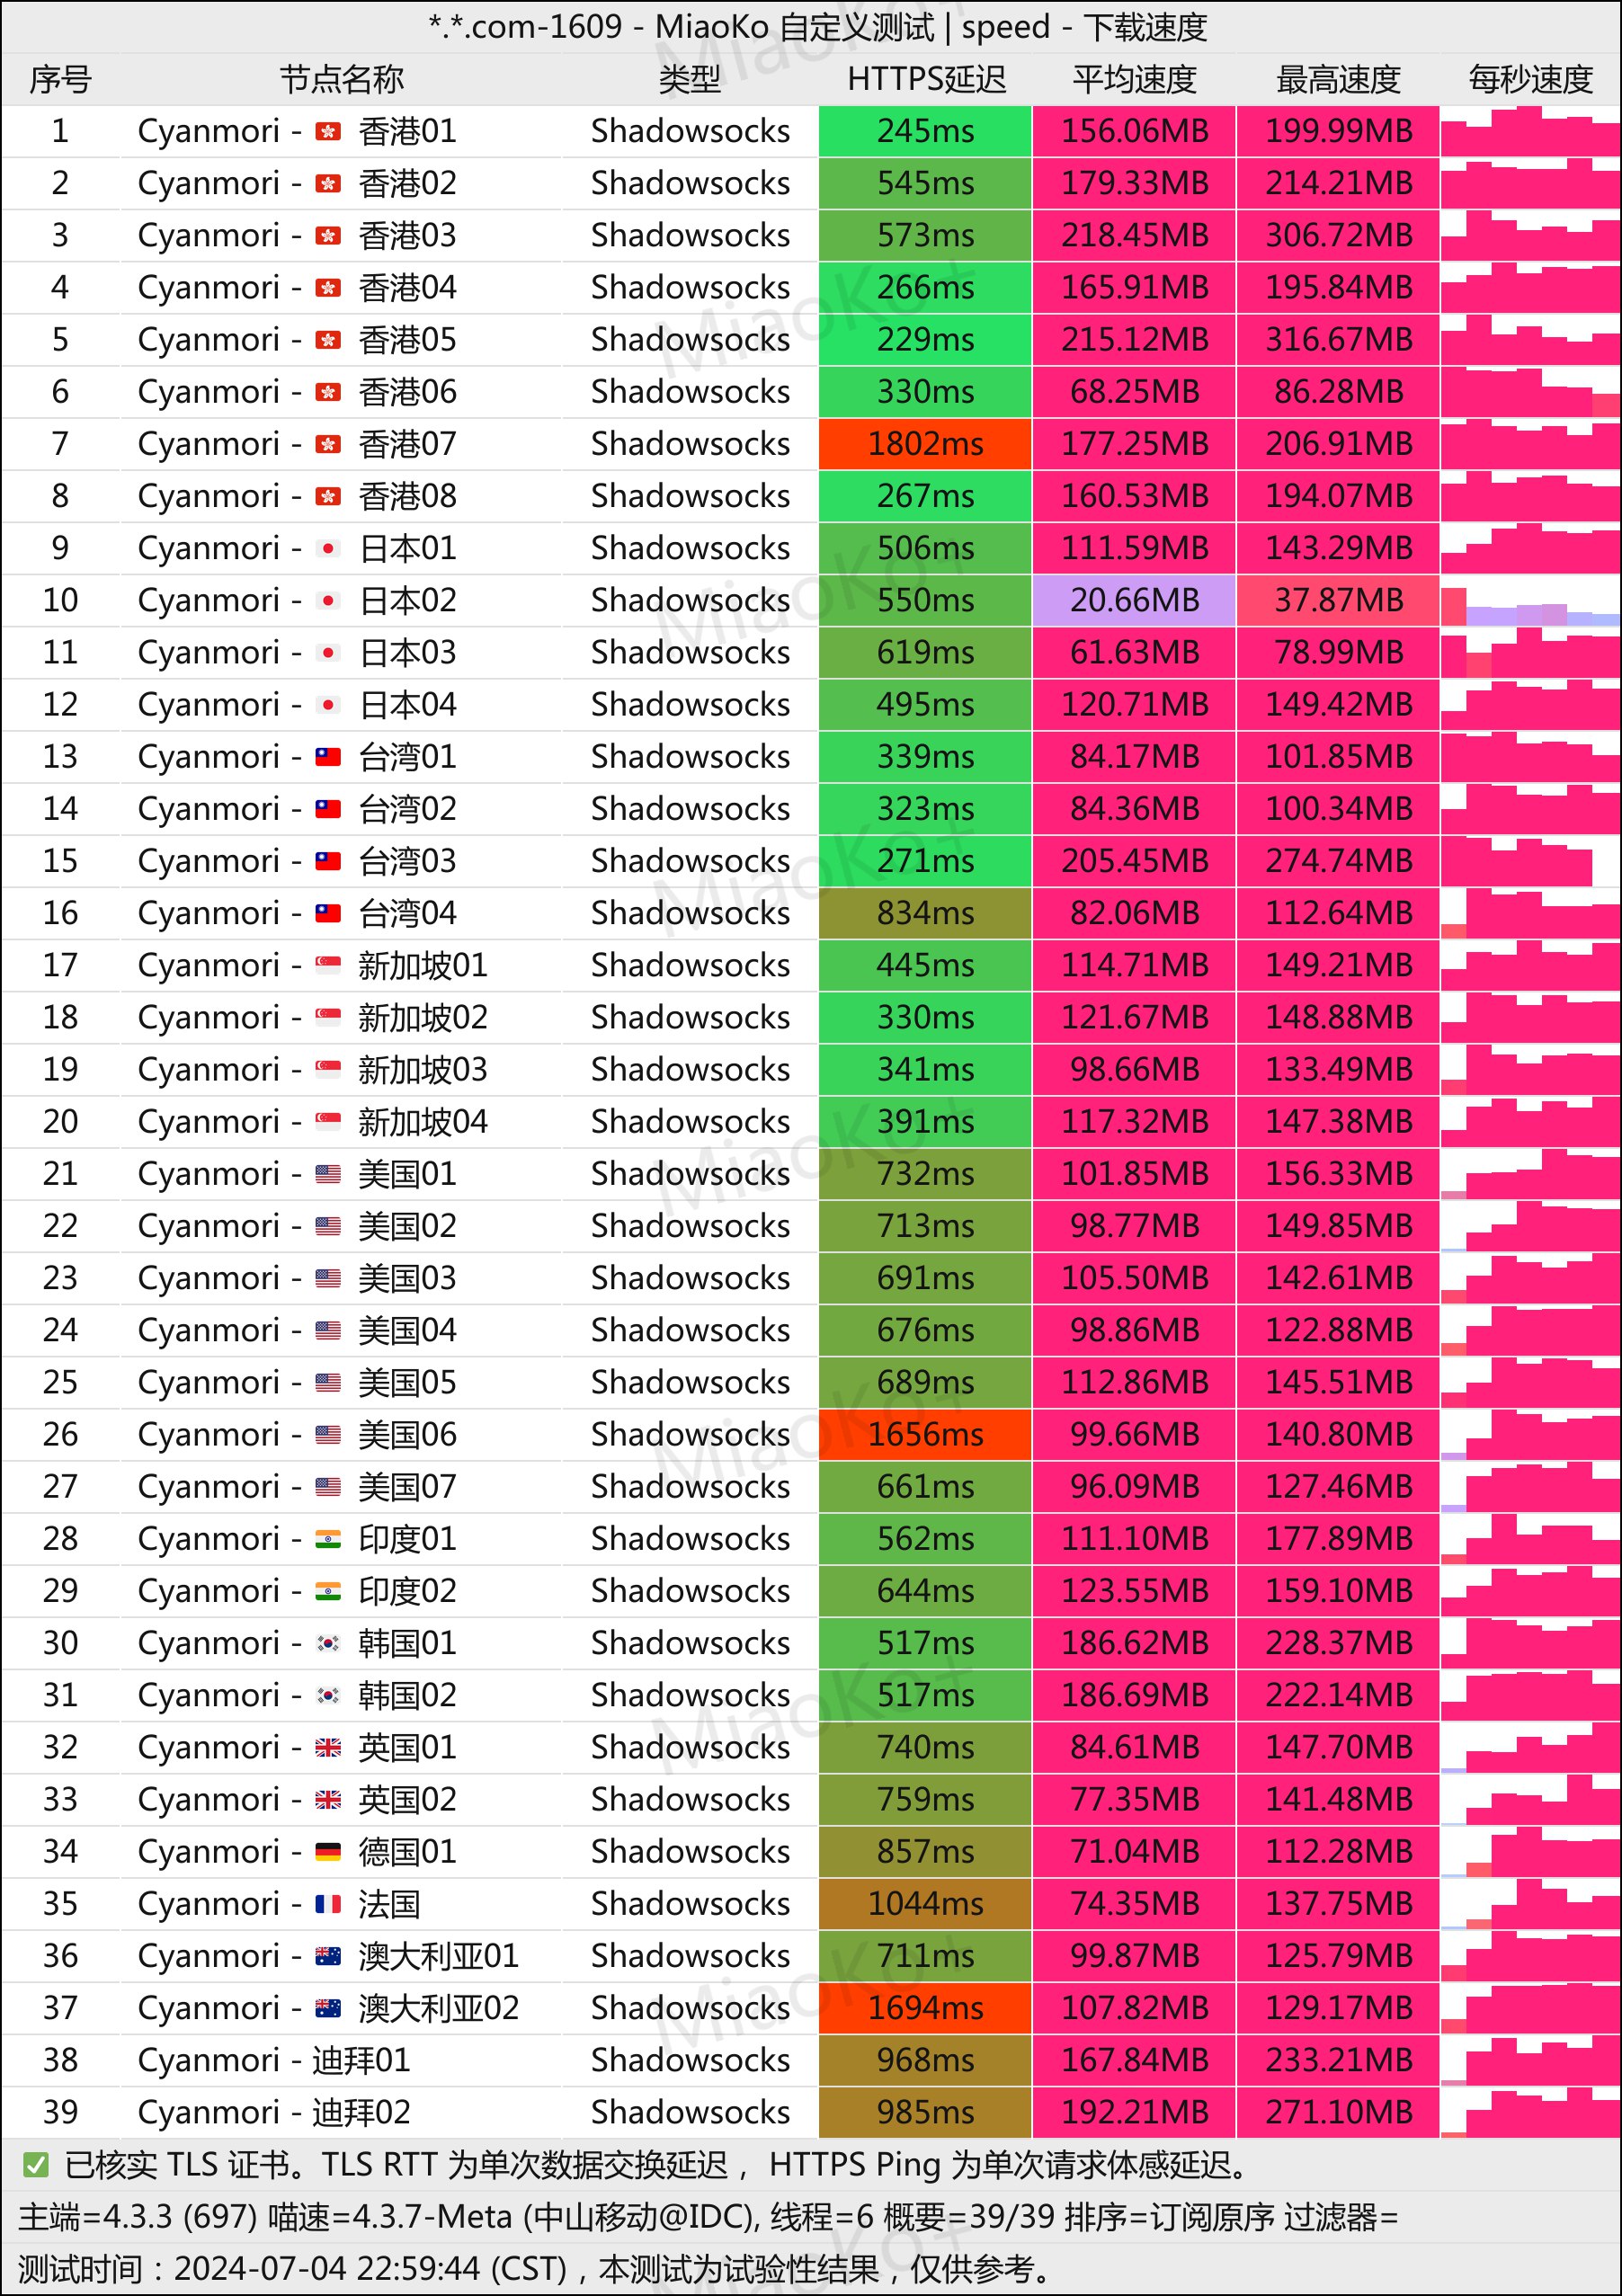 *.*.com-1609 - MiaoKo 自定义测试 | speed - 下载速度
序号 节点名称 类型 HTTPS延迟 平均速度 最高速度 每秒速度
1 Cyanmori - 🇭🇰 香港01 Shadowsocks 245ms 156.06MB 199.99MB
2 Cyanmori - 🇭🇰 香港02 Shadowsocks 545ms 179.33MB 214.21MB
3 Cyanmori - 🇭🇰 香港03 Shadowsocks 573ms 218.45MB 306.72MB
4 Cyanmori - 🇭🇰 香港04 Shadowsocks 266ms 165.91MB 195.84MB
5 Cyanmori - 🇭🇰 香港05 Shadowsocks 229ms 215.12MB 316.67MB
6 Cyanmori - 🇭🇰 香港06 Shadowsocks 330ms 68.25MB 86.28MB
7 Cyanmori - 🇭🇰 香港07 Shadowsocks 1802ms 177.25MB 206.91MB
8 Cyanmori - 🇭🇰 香港08 Shadowsocks 267ms 160.53MB 194.07MB
9 Cyanmori - 🇯🇵 日本01 Shadowsocks 506ms 111.59MB 143.29MB
10 Cyanmori - 🇯🇵 日本02 Shadowsocks 550ms 20.66MB 37.87MB
11 Cyanmori - 🇯🇵 日本03 Shadowsocks 619ms 61.63MB 78.99MB
12 Cyanmori - 🇯🇵 日本04 Shadowsocks 495ms 120.71MB 149.42MB
13 Cyanmori - 🇹🇼 台湾01 Shadowsocks 339ms 84.17MB 101.85MB
14 Cyanmori - 🇹🇼 台湾02 Shadowsocks 323ms 84.36MB 100.34MB
15 Cyanmori - 🇹🇼 台湾03 Shadowsocks 271ms 205.45MB 274.74MB
16 Cyanmori - 🇹🇼 台湾04 Shadowsocks 834ms 82.06MB 112.64MB
17 Cyanmori - 🇸🇬 新加坡01 Shadowsocks 445ms 114.71MB 149.21MB
18 Cyanmori - 🇸🇬 新加坡02 Shadowsocks 330ms 121.67MB 148.88MB
19 Cyanmori - 🇸🇬 新加坡03 Shadowsocks 341ms 98.66MB 133.49MB
20 Cyanmori - 🇸🇬 新加坡04 Shadowsocks 391ms 117.32MB 147.38MB
21 Cyanmori - 🇺🇸 美国01 Shadowsocks 732ms 101.85MB 156.33MB
22 Cyanmori - 🇺🇸 美国02 Shadowsocks 713ms 98.77MB 149.85MB
23 Cyanmori - 🇺🇸 美国03 Shadowsocks 691ms 105.50MB 142.61MB
24 Cyanmori - 🇺🇸 美国04 Shadowsocks 676ms 98.86MB 122.88MB
25 Cyanmori - 🇺🇸 美国05 Shadowsocks 689ms 112.86MB 145.51MB
26 Cyanmori - 🇺🇸 美国06 Shadowsocks 1656ms 99.66MB 140.80MB
27 Cyanmori - 🇺🇸 美国07 Shadowsocks 661ms 96.09MB 127.46MB
28 Cyanmori - 🇮🇳 印度01 Shadowsocks 562ms 111.10MB 177.89MB
29 Cyanmori - 🇮🇳 印度02 Shadowsocks 644ms 123.55MB 159.10MB
30 Cyanmori - 🇰🇷 韩国01 Shadowsocks 517ms 186.62MB 228.37MB
31 Cyanmori - 🇰🇷 韩国02 Shadowsocks 517ms 186.69MB 222.14MB
32 Cyanmori - 🇬🇧 英国01 Shadowsocks 740ms 84.61MB 147.70MB
33 Cyanmori - 🇬🇧 英国02 Shadowsocks 759ms 77.35MB 141.48MB
34 Cyanmori - 🇩🇪 德国01 Shadowsocks 857ms 71.04MB 112.28MB
35 Cyanmori - 🇫🇷 法国 Shadowsocks 1044ms 74.35MB 137.75MB
36 Cyanmori - 🇦🇺 澳大利亚01 Shadowsocks 711ms 99.87MB 125.79MB
37 Cyanmori - 🇦🇺 澳大利亚02 Shadowsocks 1694ms 107.82MB 129.17MB
38 Cyanmori - 迪拜01 Shadowsocks 968ms 167.84MB 233.21MB
39 Cyanmori - 迪拜02 Shadowsocks 985ms 192.21MB 271.10MB
✅ 已核实 TLS 证书。TLS RTT 为单次数据交换延迟， HTTPS Ping 为单次请求体感延迟。
主端=4.3.3 (697) 喵速=4.3.7-Meta (中山移动@IDC), 线程=6 概要=39/39 排序=订阅原序 过滤器=
测试时间：2024-07-04 22:59:44 (CST)，本测试为试验性结果，仅供参考。
MiaoKo+
MiaoKo+
MiaoKo+
MiaoKo+
MiaoKo+
MiaoKo+
MiaoKo+
MiaoKo+
MiaoKo+